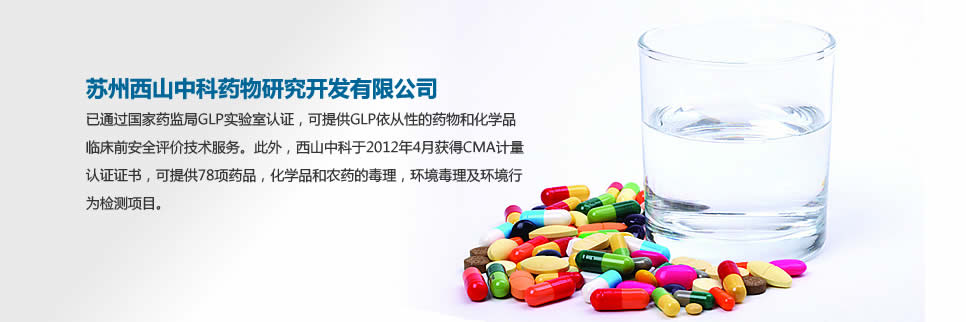 苏州西山中科药物研究开发有限公司
已通过国家药监局GLP实验室认证，可提供GLP依从性的药物和化学品
临床前安全评价技术服务。此外，西山中科于2012年4月获得CMA计量
认证证书，可提供78项药品，化学品和农药的毒理，环境毒理及环境行
为检测项目。